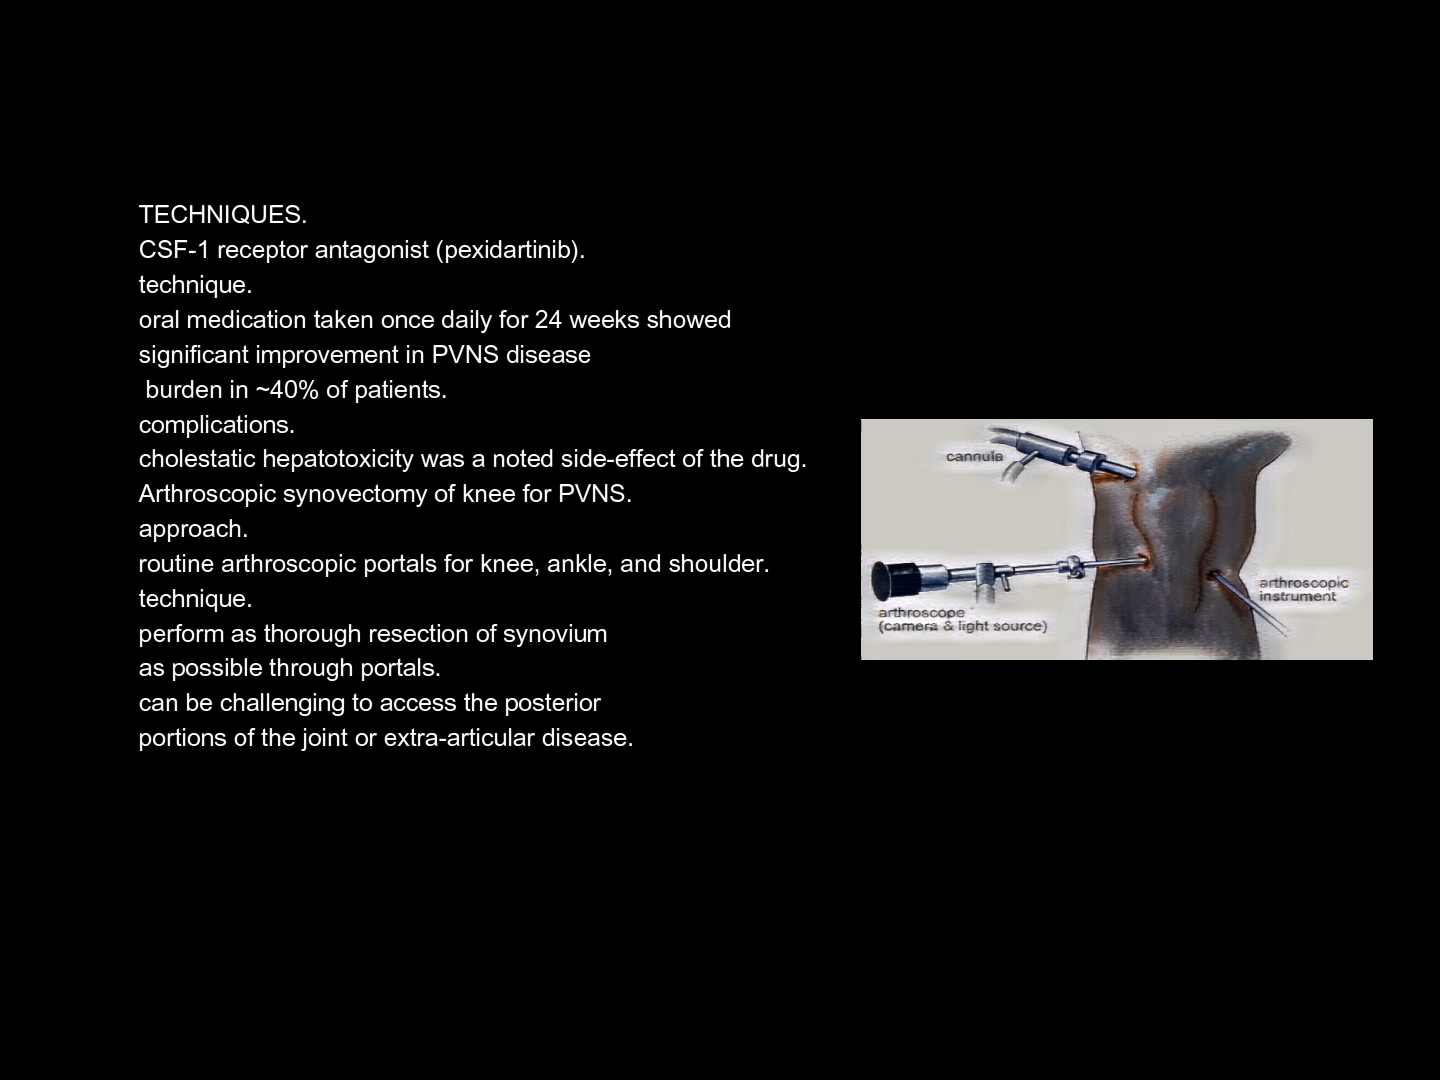 TECHNIQUES.
CSF-1 receptor antagonist (pexidartinib).
technique.
oral medication taken once daily for 24 weeks showed
significant improvement in PVNS disease
burden in ~40% of patients.
complications.
cholestatic hepatotoxicity was a noted side-effect of the drug.
Arthroscopic synovectomy of knee for PVNS.
approach.
routine arthroscopic portals for knee, ankle, and shoulder.
technique.
perform as thorough resection of synovium
as possible through portals.
can be challenging to access the posterior
portions of the joint or extra-articular disease.
cannula
arthroscope
(camera & light source)
arthroscopic
instrument